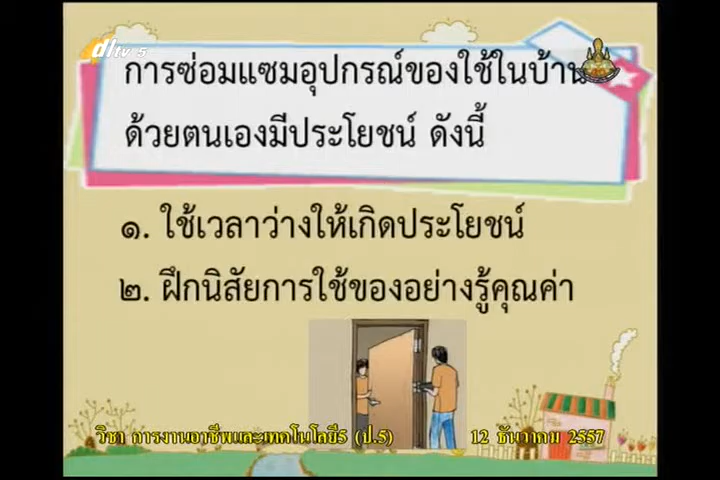 dltv 5
การซ่อมแซมอุปกรณ์ของใช้ในบ้าน
ด้วยตนเองมีประโยชน์ ดังนี้
๑. ใช้เวลาว่างให้เกิดประโยชน์
๒. ฝึกนิสัยการใช้ของอย่างรู้คุณค่า
วิชา การงานอาชีพและเทคโนโลยี5 (ป.5) 12 ธันวาคม 2557